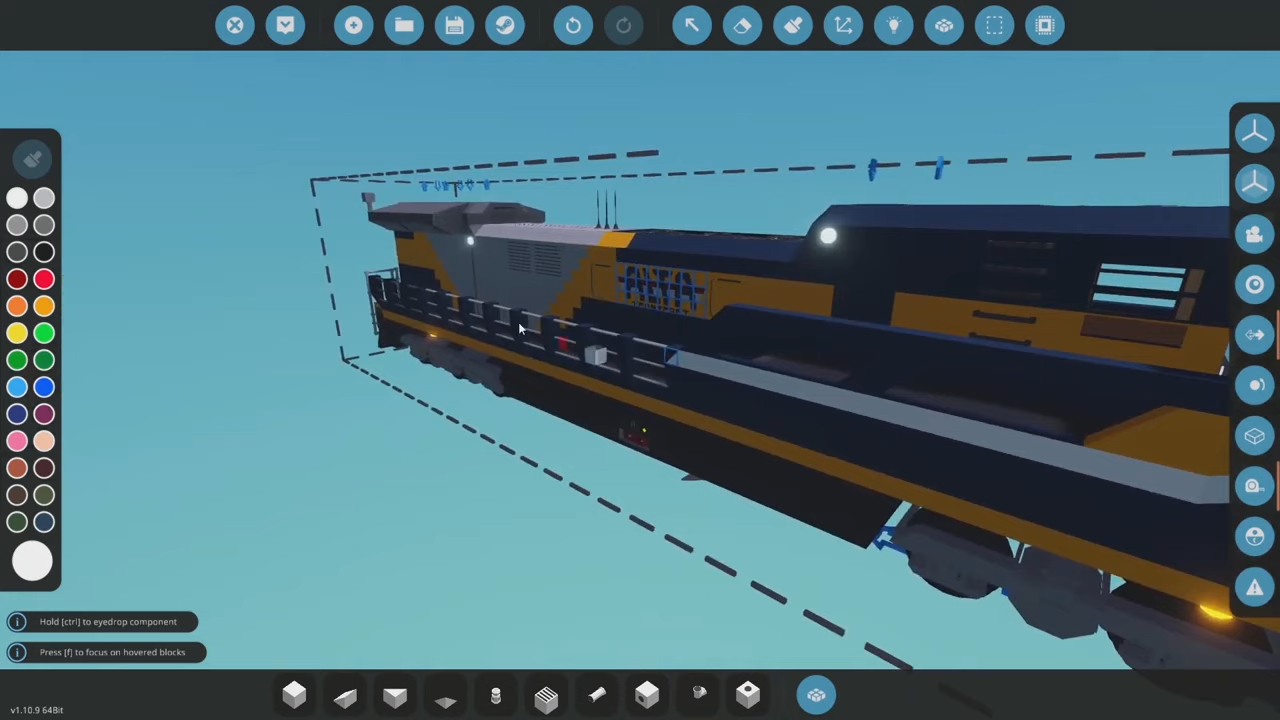 Hold [ctrl] to eyedrop component
Press [f] to focus on hovered blocks
v1.10.9 64Bit